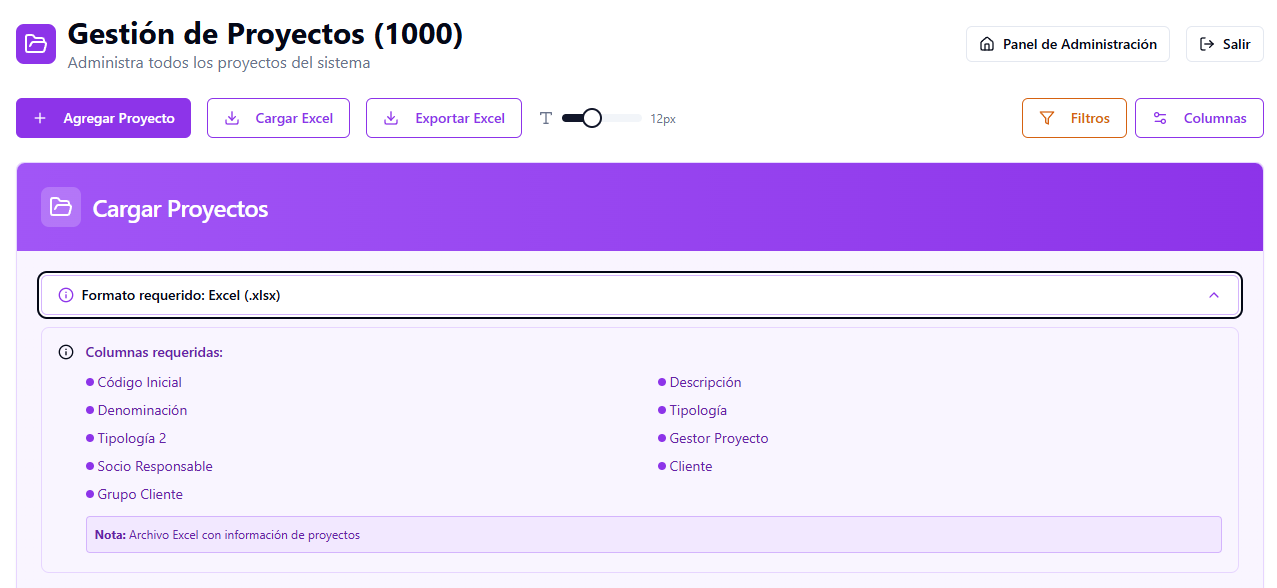 Gestión de Proyectos (1000)
Administra todos los proyectos del sistema
Panel de Administración
Salir
Agregar Proyecto
Cargar Excel
Exportar Excel
12px
Filtros
Columnas
Cargar Proyectos
Formato requerido: Excel (.xlsx)
Columnas requeridas:
Código Inicial
Descripción
Denominación
Tipología
Tipología 2
Gestor Proyecto
Socio Responsable
Cliente
Grupo Cliente
Nota: Archivo Excel con información de proyectos